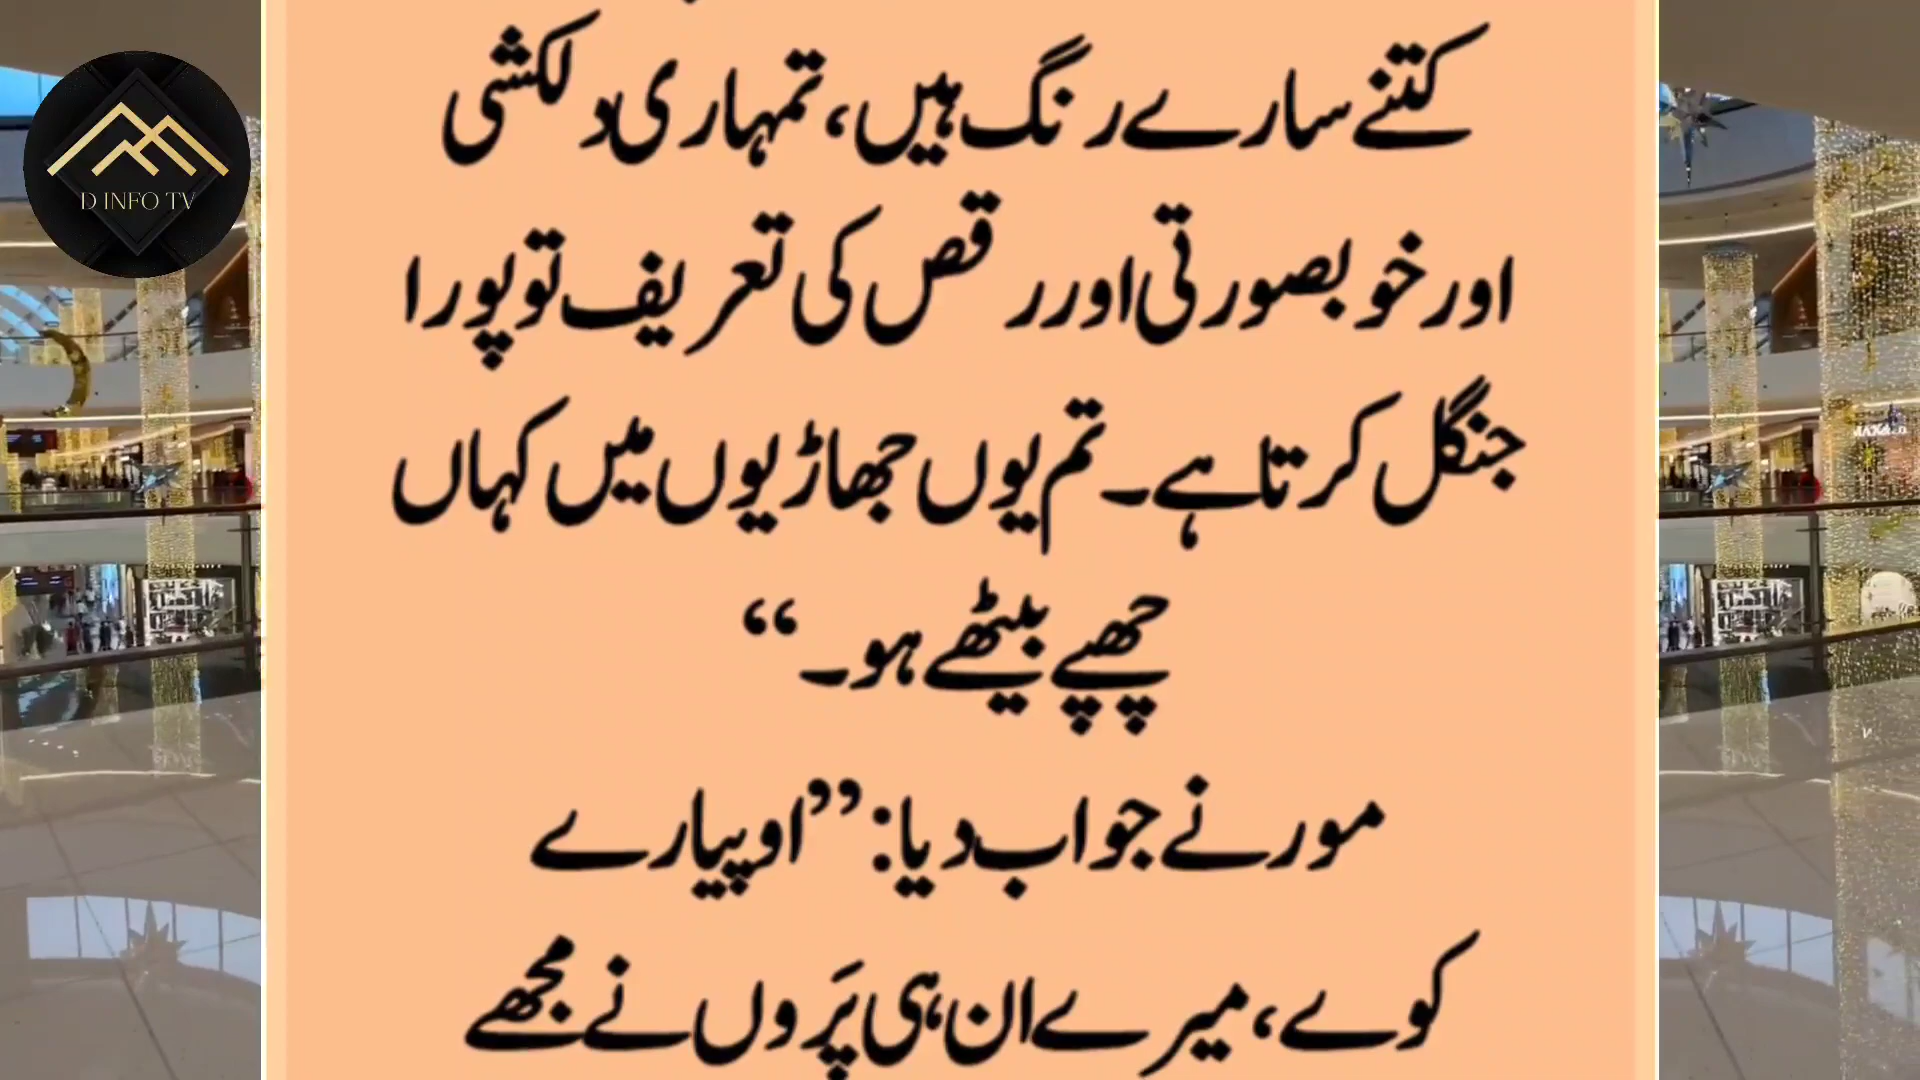 D INFO TV
کتنے سارے رنگ ہیں، تمہاری دلکشی
اور خوبصورتی اور رقص کی تعریف تو پورا
جنگل کرتا ہے۔ تم یوں جھاڑیوں میں کہاں
چھپے بیٹھے ہو۔“
مور نے جواب دیا: ”او پیارے
کوے، میرے ان ہی پَروں نے مجھے